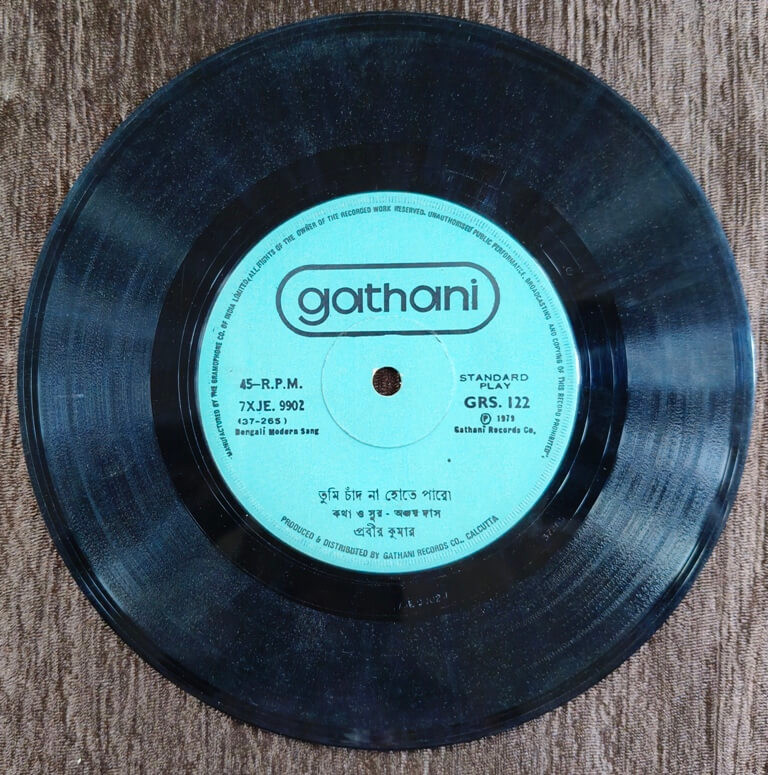 "MANUFACTURED BY THE GRAMOPHONE CO. OF INDIA LIMITED/ALL RIGHTS OF THE OWNER OF THE RECORDED WORK RESERVED. UNAUTHORISED PUBLIC PERFORMANCE, BROADCASTING AND COPYING OF THIS RECORD PROHIBITED".
gathani
45-R.P.M.
7XJE. 9902
(37-265)
Bengali Modern Song
STANDARD
PLAY
GRS. 122
Ⓟ 1979
Gathani Records Co,
তুমি চাঁদ না হোতে পারো
কথা ও সুর - অজয় দাস
প্রবীর কুমার
PRODUCED & DISTRIBUTED BY GATHANI RECORDS CO., CALCUTTA